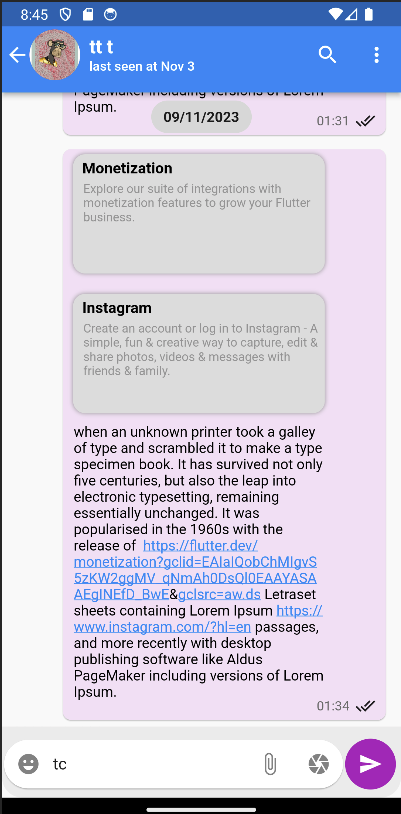 8:45
tt t
last seen at Nov 3
PageMaker including versions of Lorem
Ipsum.
09/11/2023
01:31
Monetization
Explore our suite of integrations with
monetization features to grow your Flutter
business.
Instagram
Create an account or log in to Instagram - A
simple, fun & creative way to capture, edit &
share photos, videos & messages with
friends & family.
when an unknown printer took a galley
of type and scrambled it to make a type
specimen book. It has survived not only
five centuries, but also the leap into
electronic typesetting, remaining
essentially unchanged. It was
popularised in the 1960s with the
release of https://flutter.dev/
monetization?gclid=EAIaIQobChMIgvS
5zKW2ggMV_qNmAh0DsQl0EAAYASA
AEgINEfD_BwE&gclsrc=aw.ds Letraset
sheets containing Lorem Ipsum https://
www.instagram.com/?hl=en passages,
and more recently with desktop
publishing software like Aldus
PageMaker including versions of Lorem
Ipsum.
01:34
tc